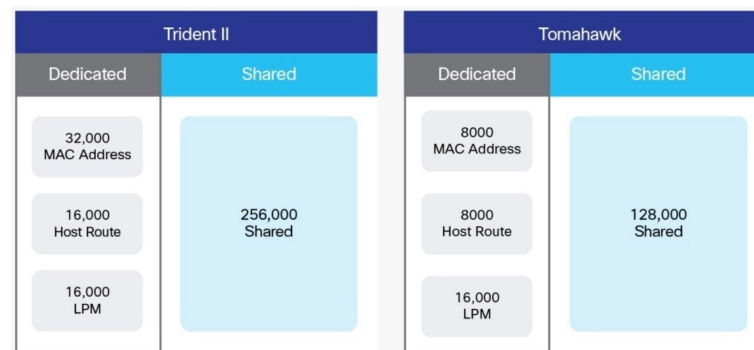 Trident II
Dedicated
Shared
32,000
MAC Address
16,000
Host Route
16,000
LPM
256,000
Shared
Tomahawk
Dedicated
Shared
8000
MAC Address
8000
Host Route
16,000
LPM
128,000
Shared